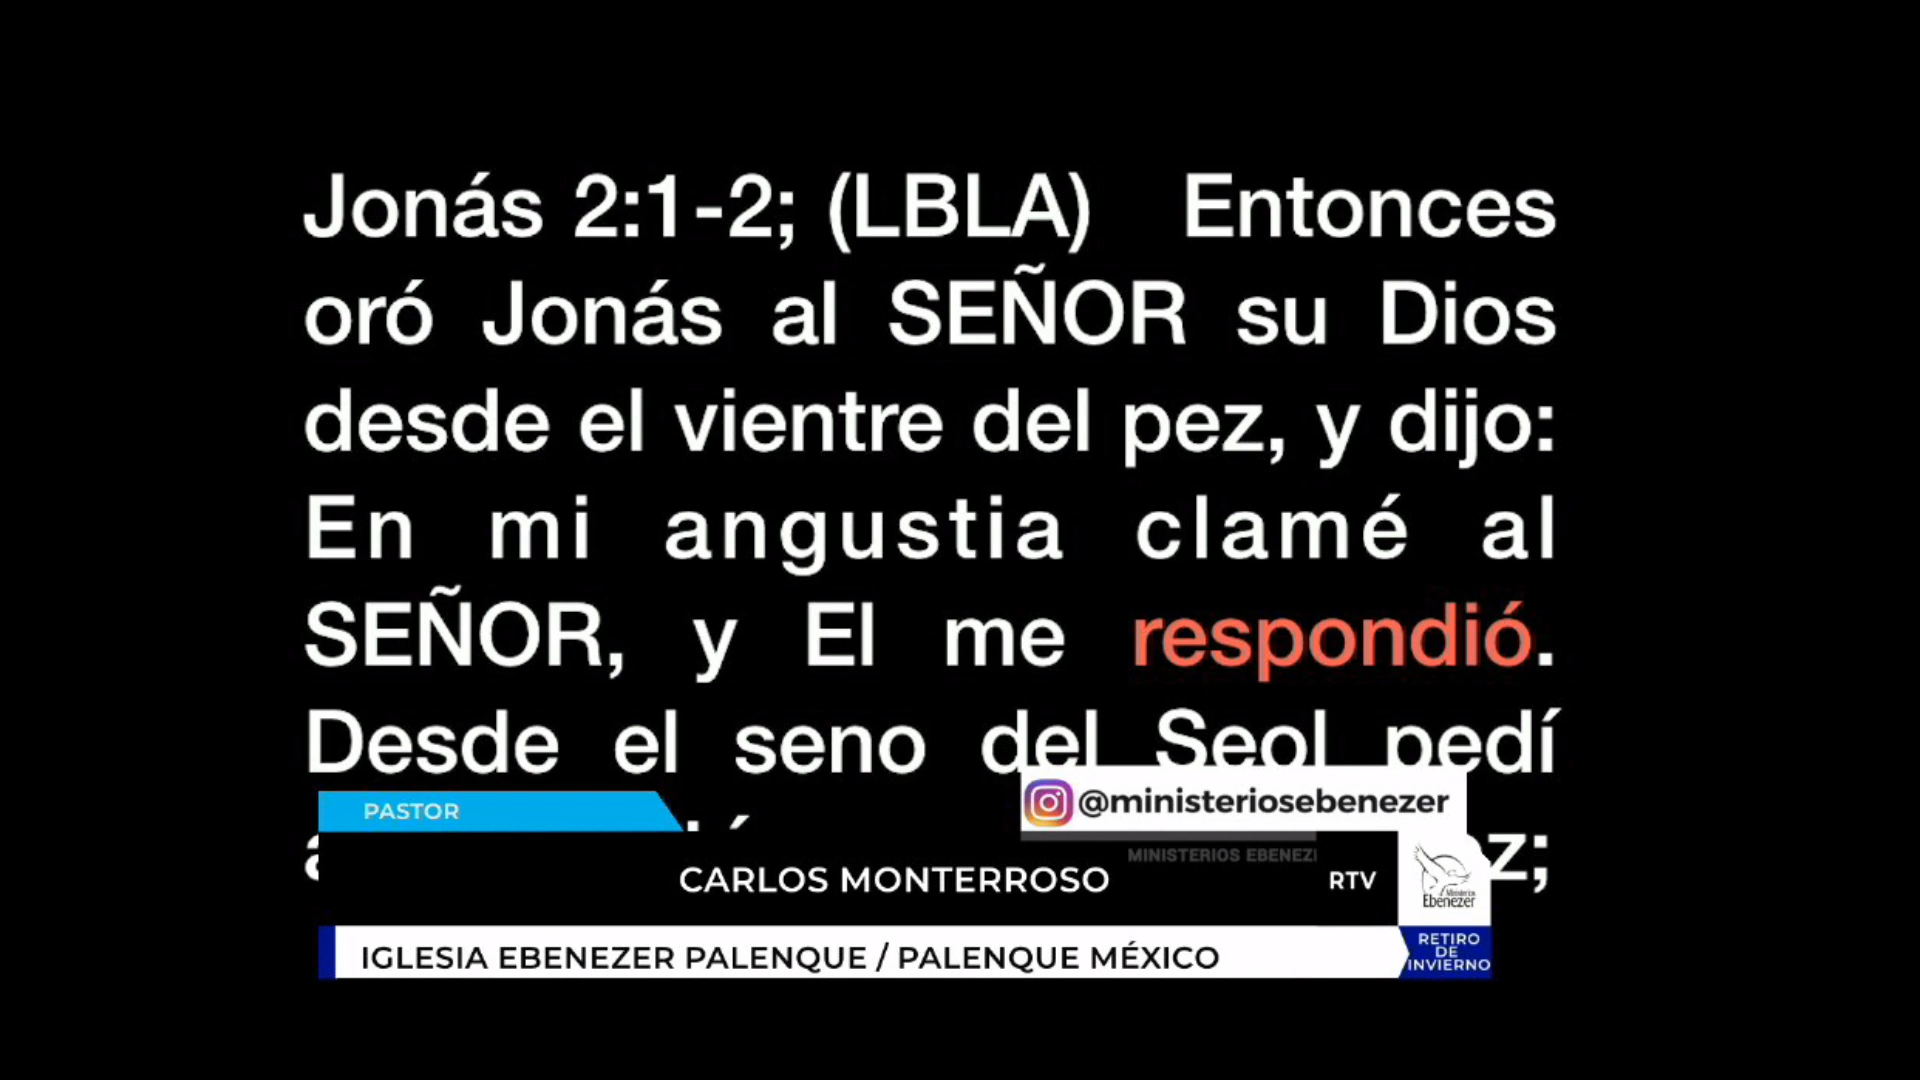 Jonás 2:1-2; (LBLA) Entonces
oró Jonás al SEÑOR su Dios
desde el vientre del pez, y dijo:
En mi angustia clamé al
SEÑOR, y El me respondió.
Desde el seno del Seol pedí
@ministeriosebenezer
PASTOR
MINISTERIOS
CARLOS MONTERROSO
RTV
Ministerios
Ebenezer
IGLESIA EBENEZER PALENQUE / PALENQUE MÉXICO
RETIRO
DE
INVIERNO